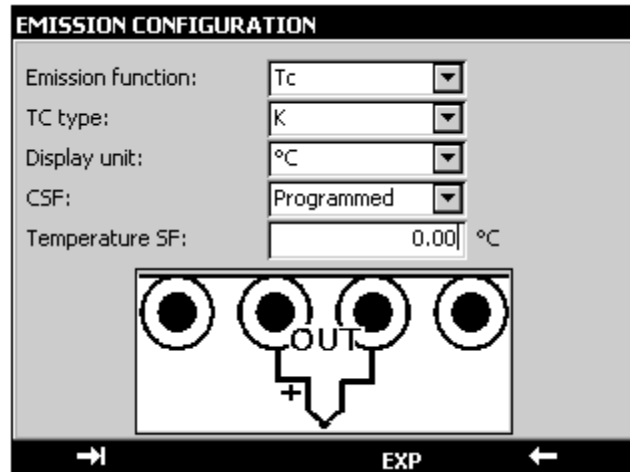 EMISSION CONFIGURATION
Emission function: Tc
TC type: K
Display unit: °C
CSF: Programmed
Temperature SF: 0.00 °C
OUT
+
EXP